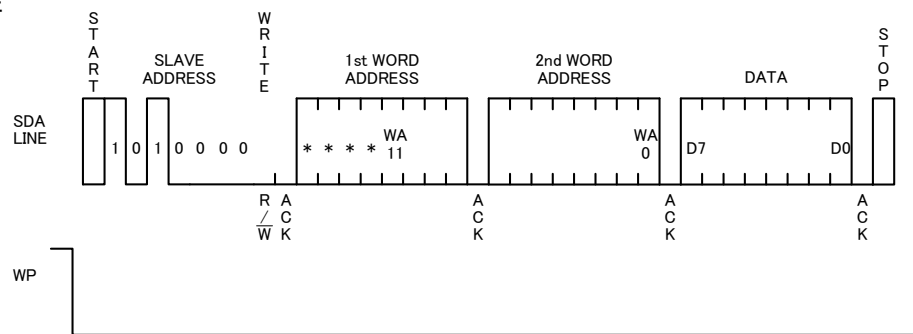 START
WRITE
STOP
SLAVE
ADDRESS
1st WORD
ADDRESS
2nd WORD
ADDRESS
DATA
SDA
LINE
1 0 1 0 0 0 0
* * * * WA
11
WA
0
D7
D0
R
/
W
ACK
ACK
ACK
ACK
WP